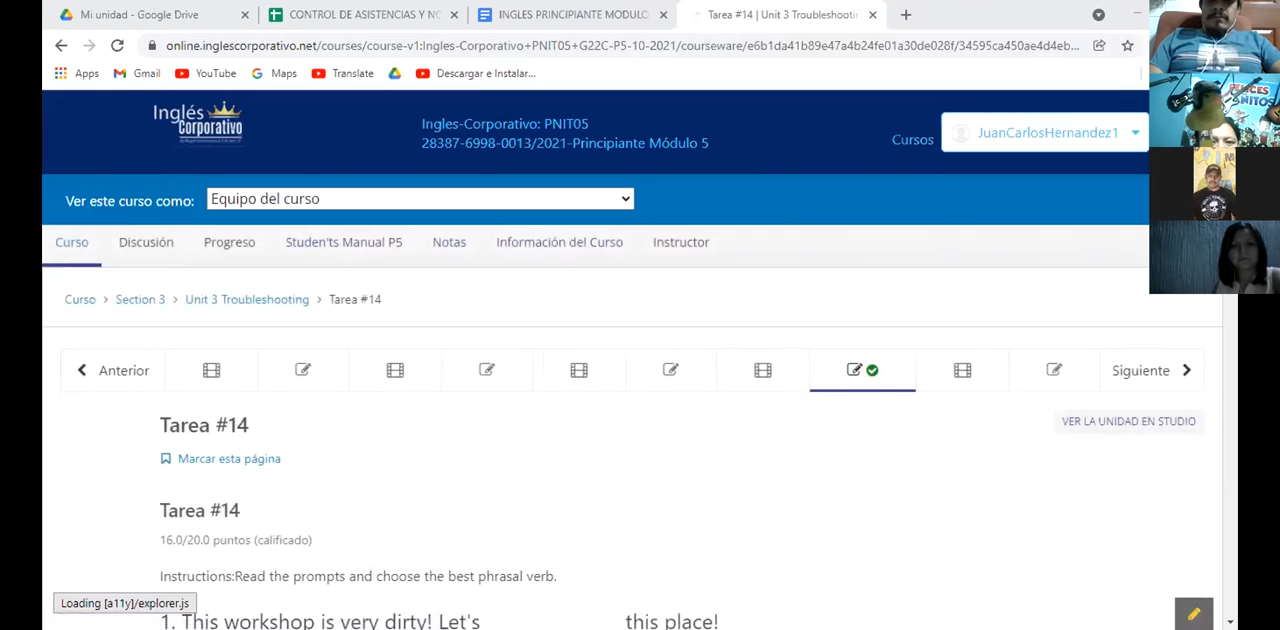 Mi unidad - Google Drive
CONTROL DE ASISTENCIAS Y NO
INGLES PRINCIPIANTE MODULO
Tarea #14 | Unit 3 Troubleshootin
online.inglescorporativo.net/courses/course-v1:Ingles-Corporativo+PNIT05+G22C-P5-10-2021/courseware/e6b1da41b89e47a4b24fe01a30de028f/34595ca450ae4d4eb...
Apps Gmail YouTube Maps Translate Descargar e Instalar...
Inglés
Corporativo
Ingles-Corporativo: PNIT05
28387-6998-0013/2021-Principiante Módulo 5
Cursos
JuanCarlosHernandez1
Ver este curso como: Equipo del curso
Curso Discusión Progreso Studen'ts Manual P5 Notas Información del Curso Instructor
Curso > Section 3 > Unit 3 Troubleshooting > Tarea #14
Anterior
Siguiente
Tarea #14
VER LA UNIDAD EN STUDIO
Marcar esta página
Tarea #14
16.0/20.0 puntos (calificado)
Instructions:Read the prompts and choose the best phrasal verb.
Loading [a11y]/explorer.js
1. This workshop is very dirty! Let's this place!